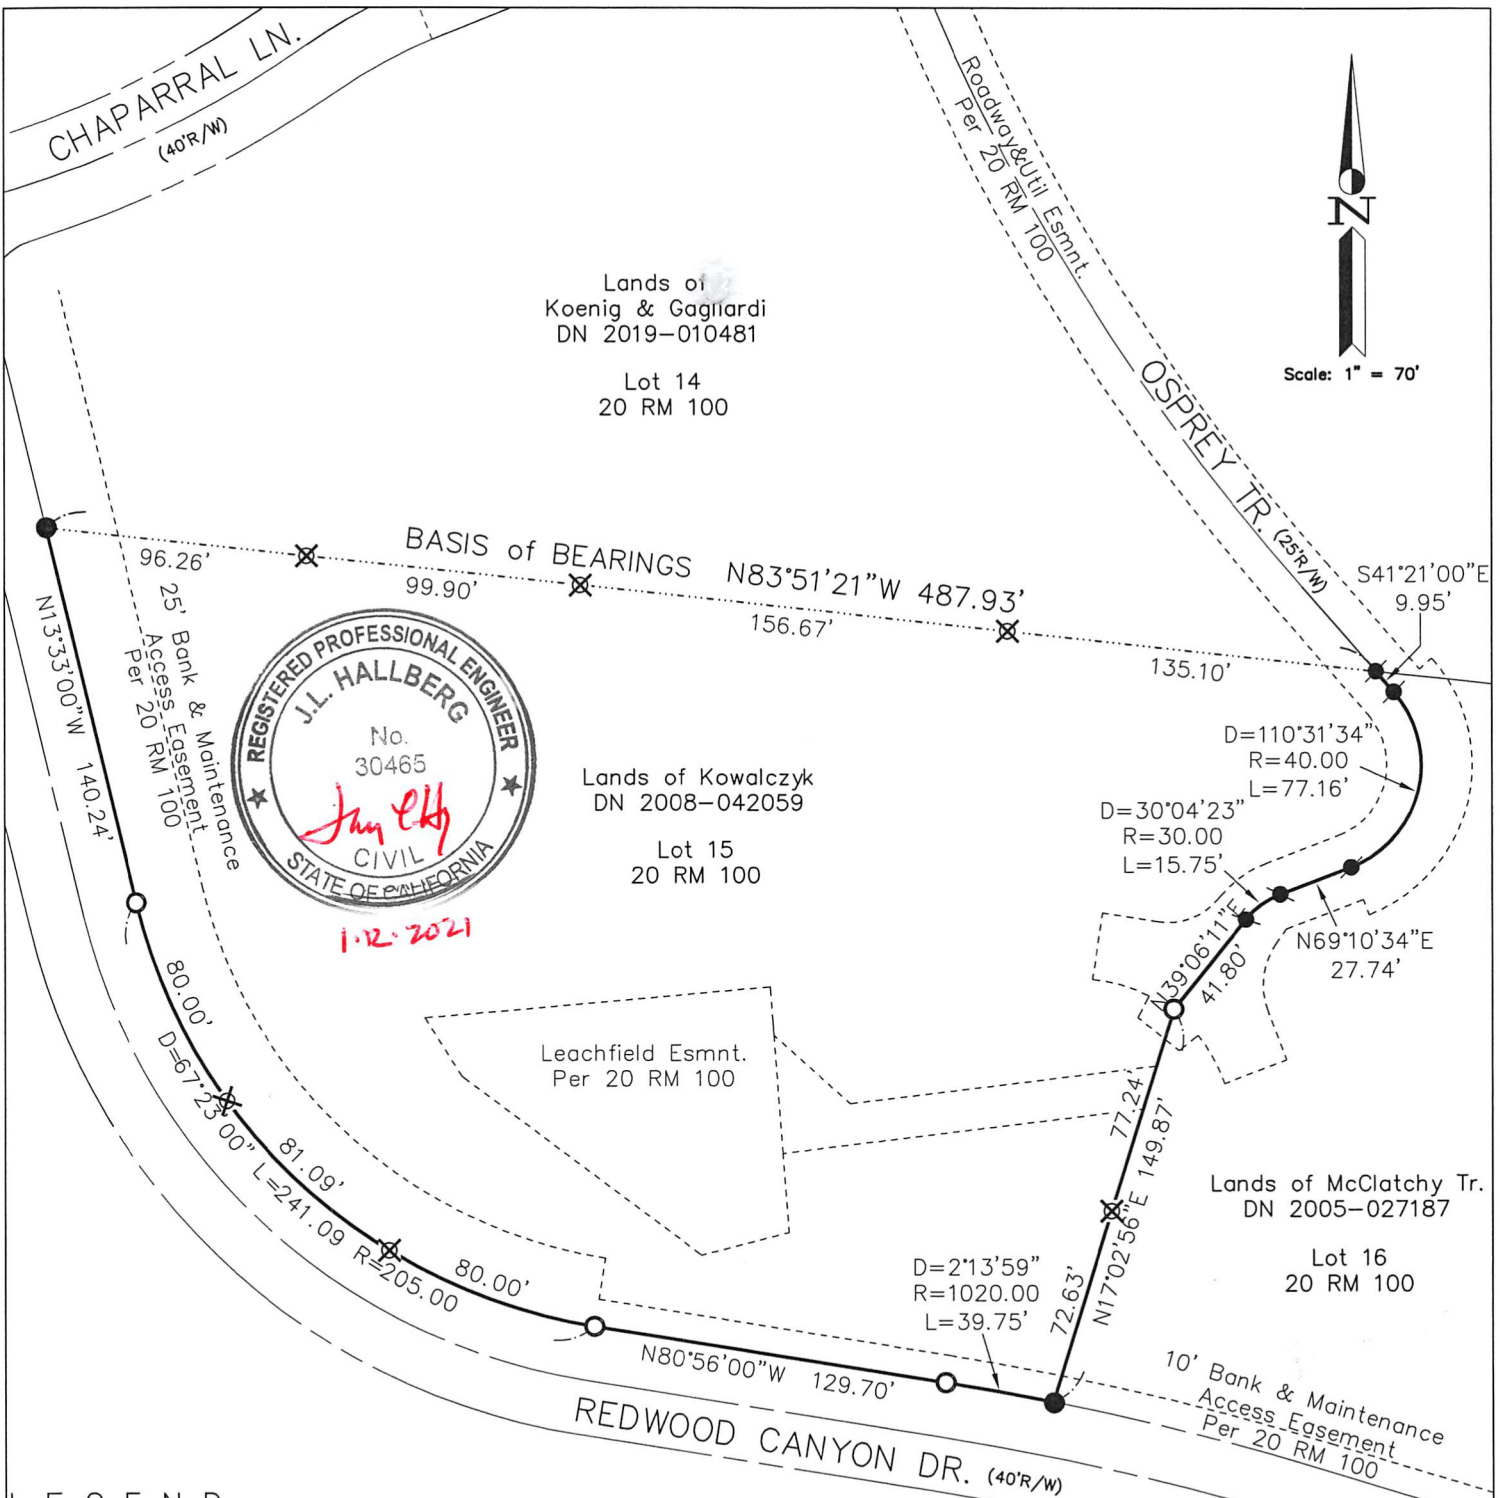 CHAPARRAL LN.
(40'R/W)
Roadway&Util Esmnt.
Per 20 RM 100
N
Scale: 1" = 70'
Lands of
Koenig & Gagliardi
DN 2019-010481
Lot 14
20 RM 100
OSPREY TR. (25'R/W)
S41°21'00"E
9.95'
BASIS of BEARINGS N83°51'21"W 487.93'
96.26'
99.90'
156.67'
135.10'
N13°33'00"W 140.24'
25' Bank & Maintenance
Access Easement
Per 20 RM 100
REGISTERED PROFESSIONAL ENGINEER
J.L. HALLBERG
No.
30465
CIVIL
STATE OF CALIFORNIA
1.12.2021
Lands of Kowalczyk
DN 2008-042059
Lot 15
20 RM 100
D=110°31'34"
R=40.00
L=77.16'
D=30°04'23"
R=30.00
L=15.75'
N69°10'34"E
27.74'
N39°06'11"E
41.80'
Leachfield Esmnt.
Per 20 RM 100
80.00'
D=67°23'00" L=241.09 R=205.00
81.09'
80.00'
77.24'
N17°02'56"E 149.87'
72.63'
Lands of McClatchy Tr.
DN 2005-027187
Lot 16
20 RM 100
D=2°13'59"
R=1020.00
L=39.75'
N80°56'00"W 129.70'
10' Bank & Maintenance
Access Easement
Per 20 RM 100
REDWOOD CANYON DR. (40'R/W)
LEGEND